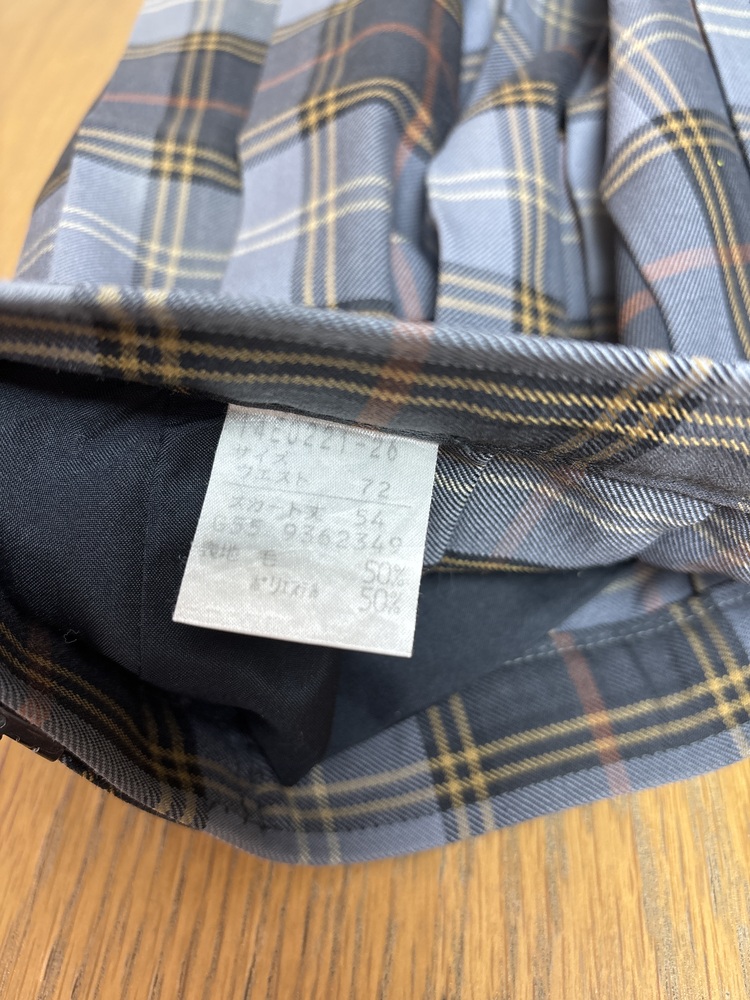 サイズ
ウエスト 72
スカート丈 54
G55 9362349
表地 毛 50%
ポリエステル 50%